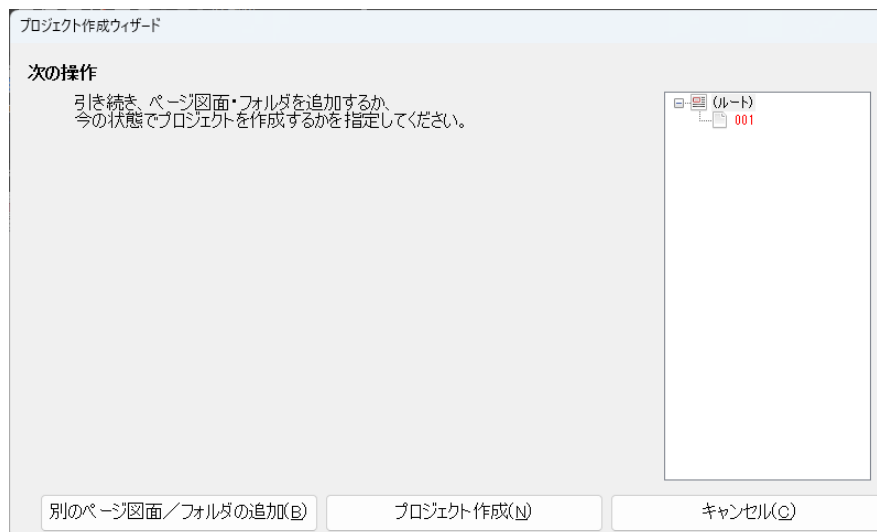 プロジェクト作成ウィザード
次の操作
引き続き、ページ図面・フォルダを追加するか、
今の状態でプロジェクトを作成するかを指定してください。
(ルート)
001
別のページ図面/フォルダの追加(B)
プロジェクト作成(N)
キャンセル(C)